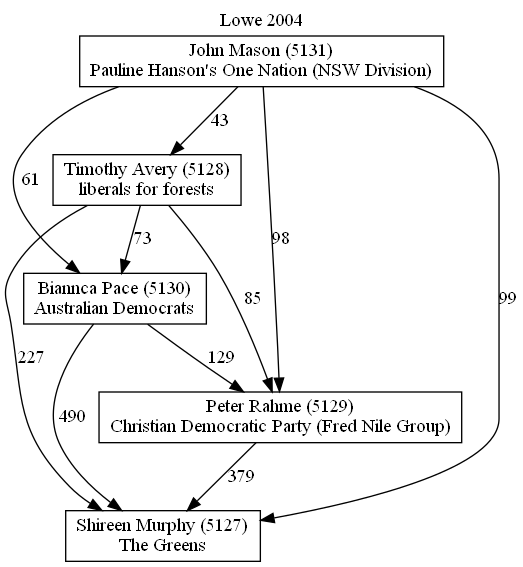 Lowe 2004
John Mason (5131)
Pauline Hanson's One Nation (NSW Division)
43
Timothy Avery (5128)
liberals for forests
61
73
98
Biannca Pace (5130)
Australian Democrats
85
99
227
129
Peter Rahme (5129)
Christian Democratic Party (Fred Nile Group)
490
379
Shireen Murphy (5127)
The Greens